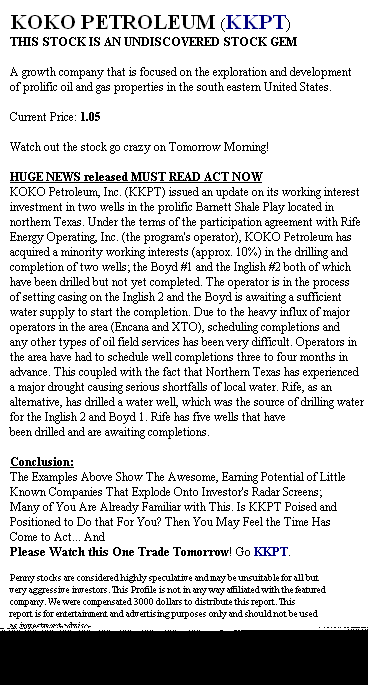 KOKO PETROLEUM (KKPT)
THIS STOCK IS AN UNDISCOVERED STOCK GEM
A growth company that is focused on the exploration and development
of prolific oil and gas properties in the south eastern United States.
Current Price: 1.05
Watch out the stock go crazy on Tomorrow Morning!
HUGE NEWS released MUST READ ACT NOW
KOKO Petroleum, Inc. (KKPT) issued an update on its working interest
investment in two wells in the prolific Barnett Shale Play located in
northern Texas. Under the terms of the participation agreement with Rife
Energy Operating, Inc. (the program's operator), KOKO Petroleum has
acquired a minority working interests (approx. 10%) in the drilling and
completion of two wells; the Boyd #1 and the Inglish #2 both of which
have been drilled but not yet completed. The operator is in the process
of setting casing on the Inglish 2 and the Boyd is awaiting a sufficient
water supply to start the completion. Due to the heavy influx of major
operators in the area (Encana and XTO), scheduling completions and
any other types of oil field services has been very difficult. Operators in
the area have had to schedule well completions three to four months in
advance. This coupled with the fact that Northern Texas has experienced
a major drought causing serious shortfalls of local water. Rife, as an
alternative, has drilled a water well, which was the source of drilling water
for the Inglish 2 and Boyd 1. Rife has five wells that have
been drilled and are awaiting completions.
Conclusion:
The Examples Above Show The Awesome, Earning Potential of Little
Known Companies That Explode Onto Investor's Radar Screens;
Many of You Are Already Familiar with This. Is KKPT Poised and
Positioned to Do that For You? Then You May Feel the Time Has
Come to Act... And
Please Watch this One Trade Tomorrow! Go KKPT.
Penny stocks are considered highly speculative and may be unsuitable for all but
very aggressive investors. This Profile is not in any way affiliated with the featured
company. We were compensated 3000 dollars to distribute this report. This
report is for entertainment and advertising purposes only and should not be used
as investment advice.